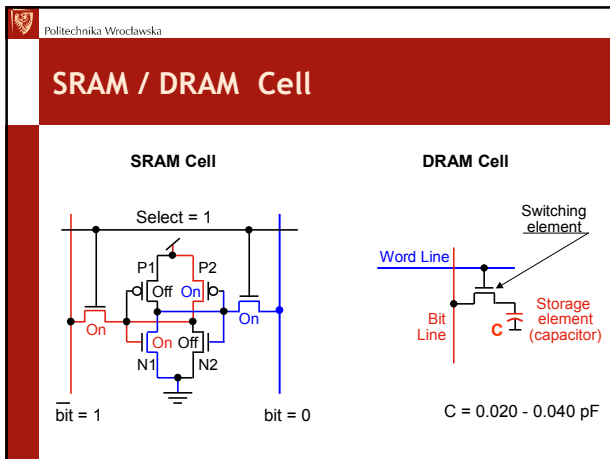 Politechnika Wrocławska
SRAM / DRAM Cell
SRAM Cell
DRAM Cell
Select = 1
Switching
element
P1
P2
Word Line
Off
On
On
On
Bit
Line
C
Storage
element
(capacitor)
On
Off
N1
N2
bit = 1
bit = 0
C = 0.020 - 0.040 pF